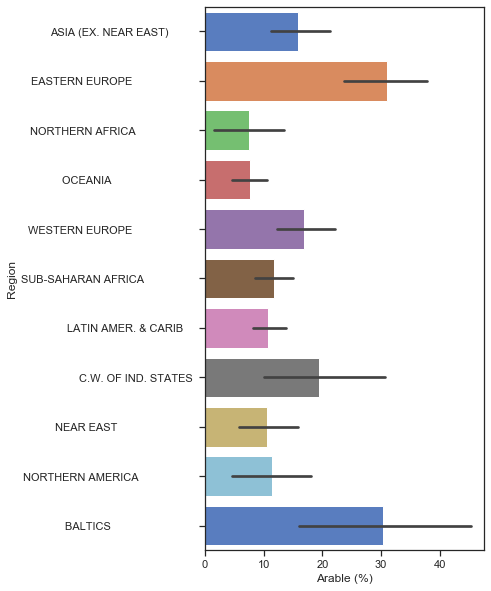 ASIA (EX. NEAR EAST)
EASTERN EUROPE
NORTHERN AFRICA
OCEANIA
WESTERN EUROPE
Region
SUB-SAHARAN AFRICA
LATIN AMER. & CARIB
C.W. OF IND. STATES
NEAR EAST
NORTHERN AMERICA
BALTICS
0 10 20 30 40
Arable (%)